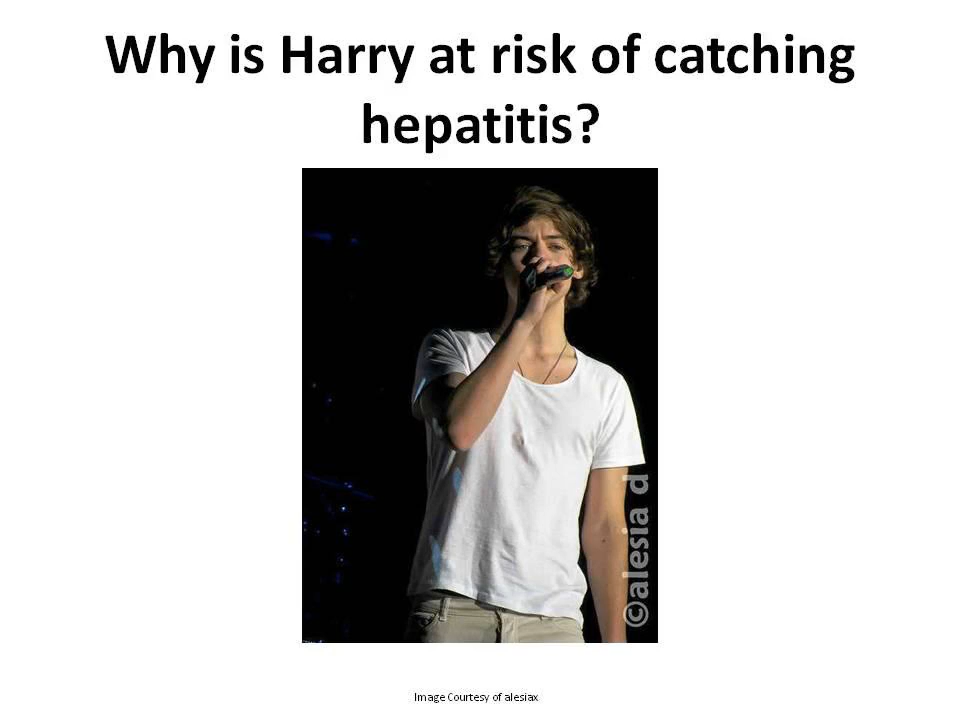 Why is Harry at risk of catching
hepatitis?
©alesia d
Image Courtesy of alesiax